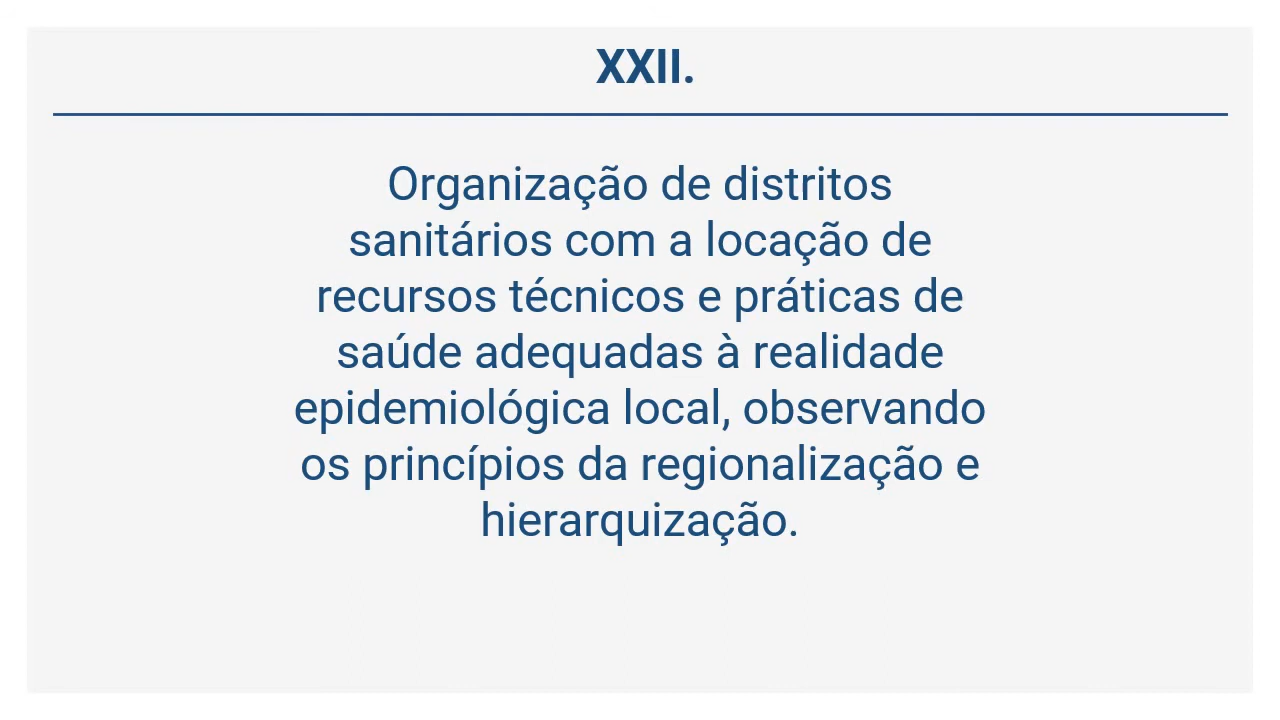 XXII.
Organização de distritos
sanitários com a locação de
recursos técnicos e práticas de
saúde adequadas à realidade
epidemiológica local, observando
os princípios da regionalização e
hierarquização.